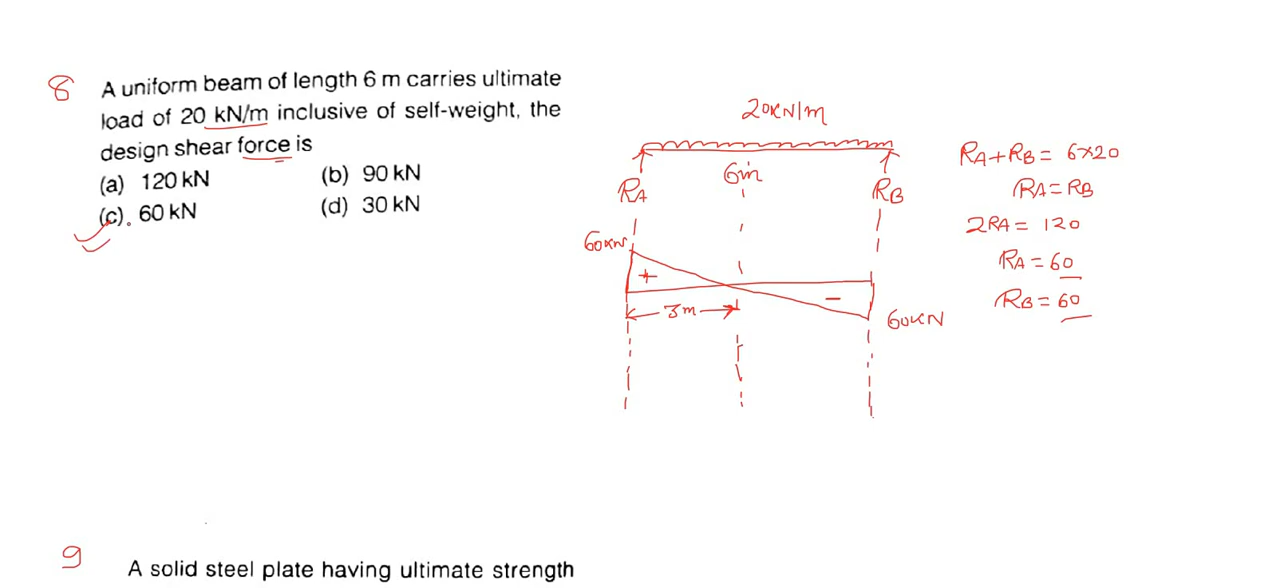 8 A uniform beam of length 6 m carries ultimate
load of 20 kN/m inclusive of self-weight, the
design shear force is
(a) 120 kN (b) 90 kN
(c). 60 kN (d) 30 kN
20KN/m
6m
RA RB
60KN
+
-
3m
60KN
RA+RB = 6×20
RA=RB
2RA = 120
RA = 60
RB = 60
9 A solid steel plate having ultimate strength